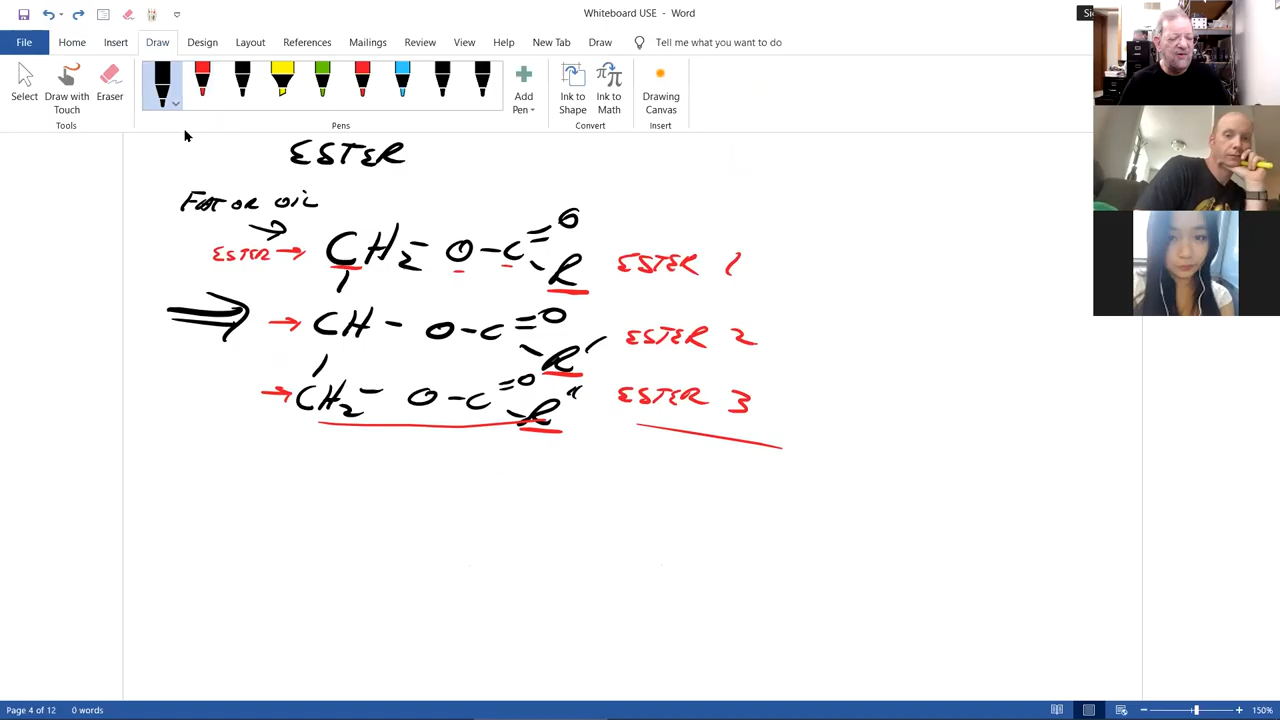 Whiteboard USE - Word
File Home Insert Draw Design Layout References Mailings Review View Help New Tab Draw Tell me what you want to do
Select Draw with Touch Eraser Add Pen Ink to Shape Ink to Math Drawing Canvas
Tools Pens Convert Insert
ESTER
FAT OR OIL
ESTER → CH2 - O - C = O - R ESTER 1
→ CH - O - C = O - R' ESTER 2
→ CH2 - O - C = O - R" ESTER 3
Page 4 of 12 0 words 150%